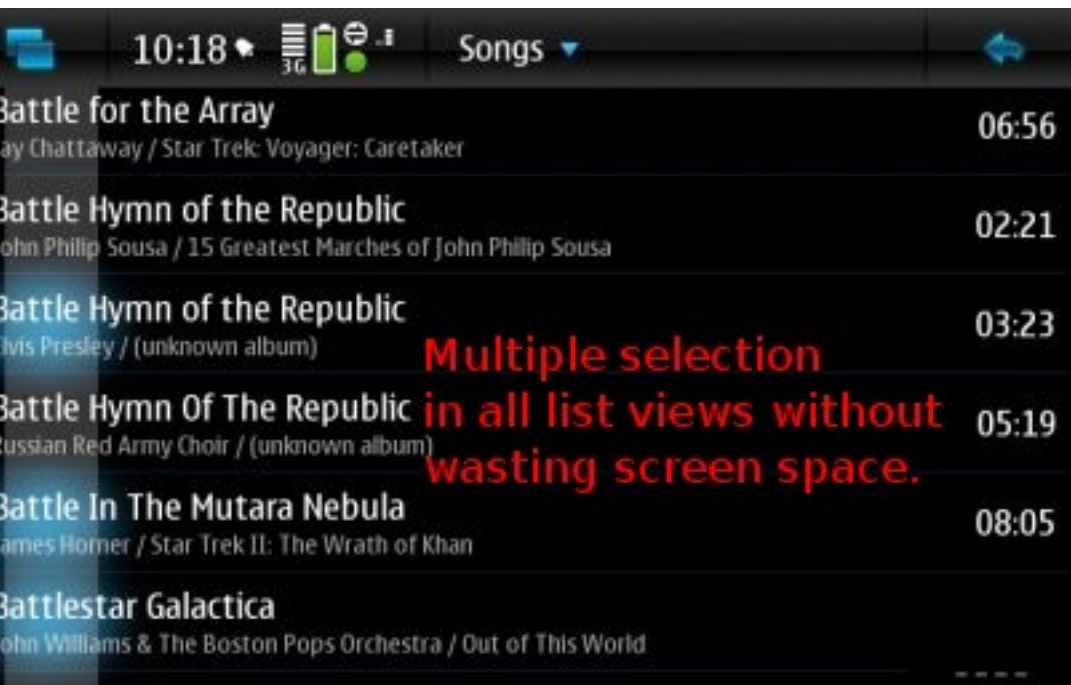 10:18
3G
Songs
Battle for the Array
06:56
ay Chattaway / Star Trek: Voyager: Caretaker
Battle Hymn of the Republic
02:21
ohn Philip Sousa / 15 Greatest Marches of John Philip Sousa
Battle Hymn of the Republic
03:23
lvis Presley / (unknown album)
Multiple selection
in all list views without
wasting screen space.
Battle Hymn Of The Republic
05:19
ussian Red Army Choir / (unknown album)
Battle In The Mutara Nebula
08:05
ames Horner / Star Trek II: The Wrath of Khan
Battlestar Galactica
ohn Williams & The Boston Pops Orchestra / Out of This World